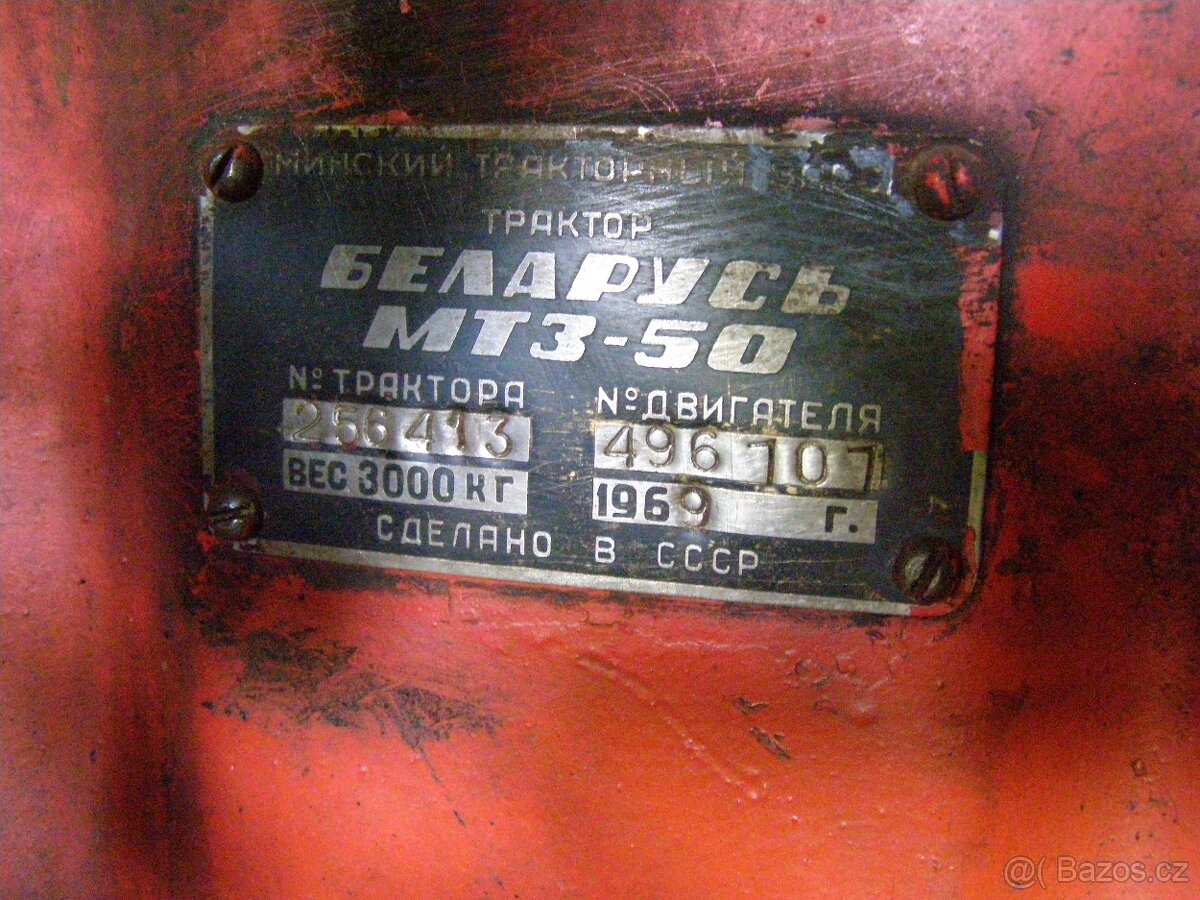 МИНСКИЙ ТРАКТОРНЫЙ
ТРАКТОР
БЕЛАРУСЬ
МТЗ-50
№ ТРАКТОРА
256413
ВЕС 3000 КГ
№ ДВИГАТЕЛЯ
496107
1969 г.
СДЕЛАНО В СССР
@( Bazos.cz